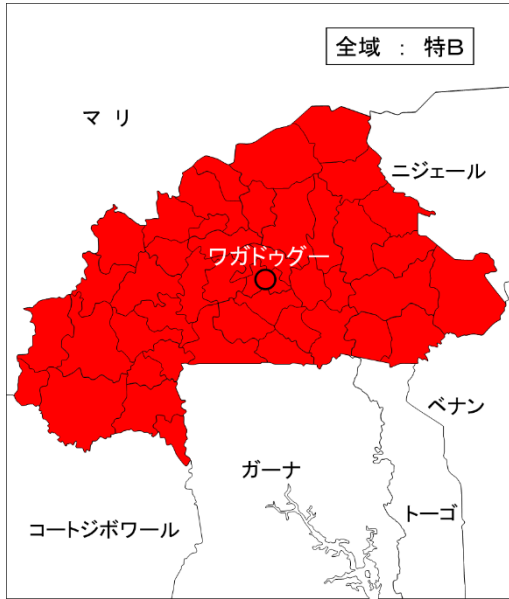 全域 : 特B
マ リ
ニジェール
ワガドゥグー
ベナン
ガーナ
トーゴ
コートジボワール